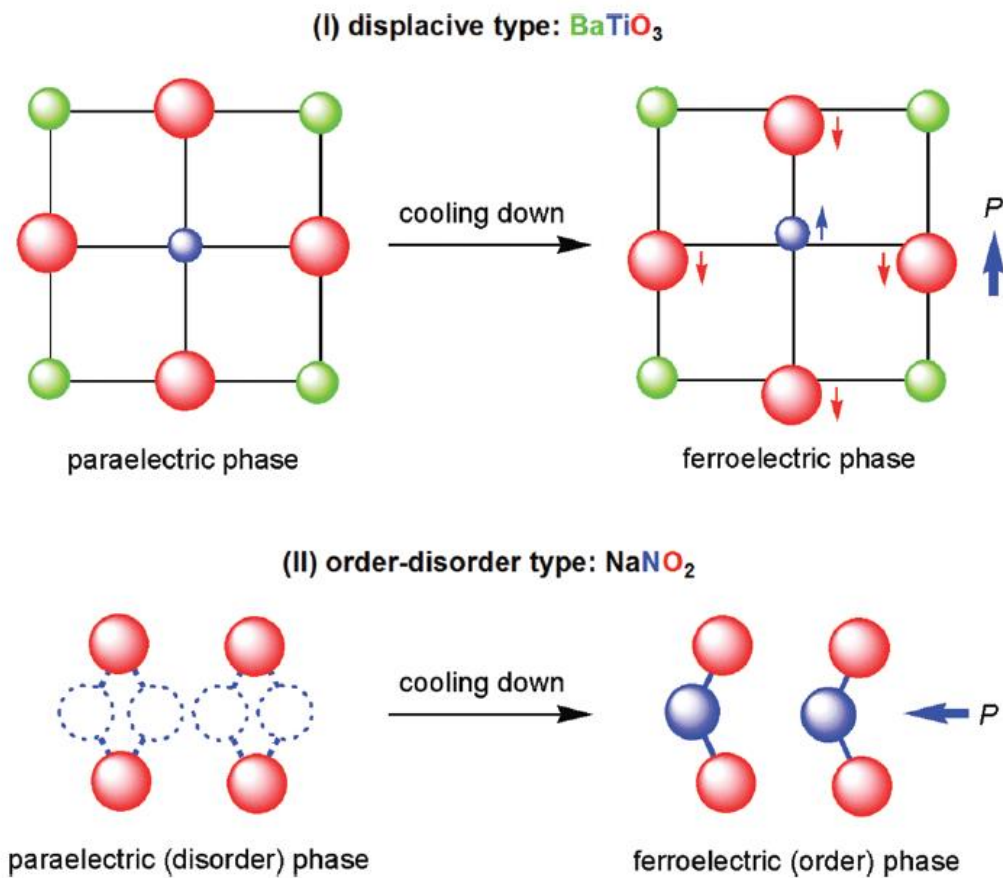 (I) displacive type: BaTiO₃
cooling down
P
paraelectric phase
ferroelectric phase
(II) order-disorder type: NaNO₂
cooling down
P
paraelectric (disorder) phase
ferroelectric (order) phase